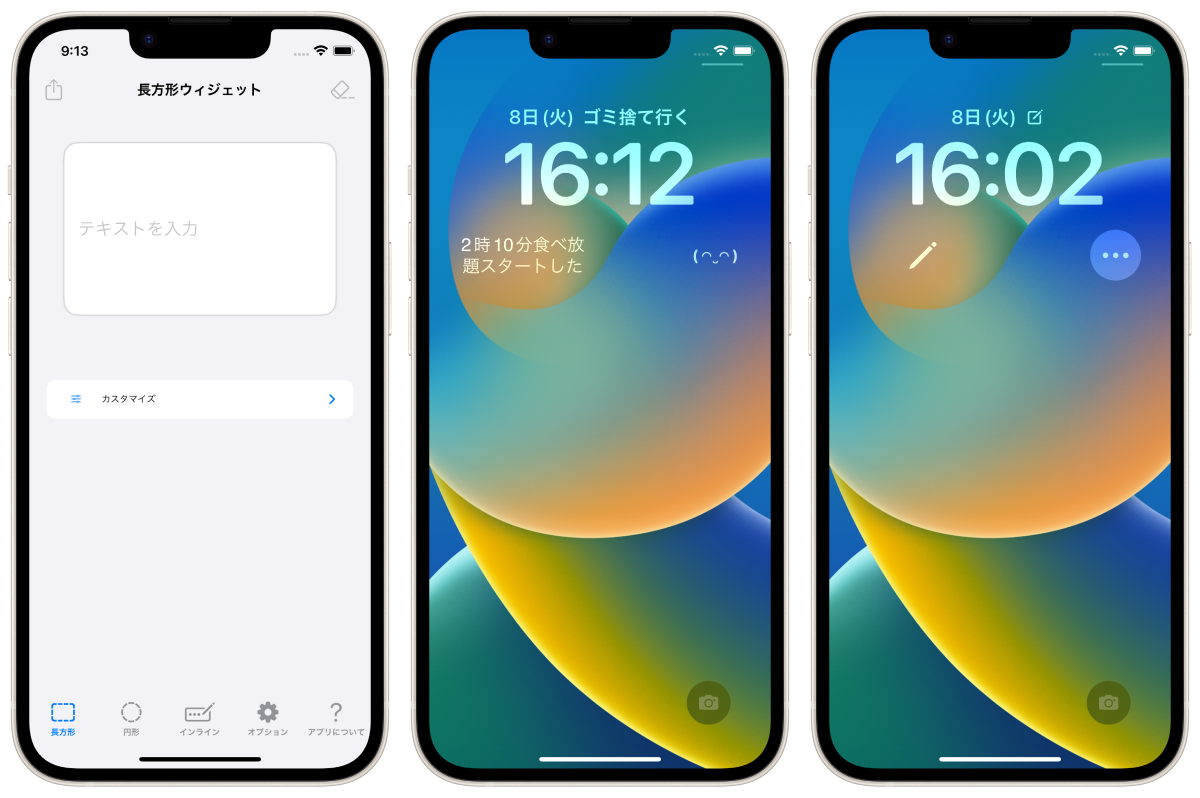 9:13
長方形ウィジェット
テキストを入力
カスタマイズ
長方形
円形
インライン
オプション
アプリについて
8日(火) ゴミ捨て行く
16:12
2時10分食べ放
題スタートした
(◠‿◠)
8日(火)
16:02